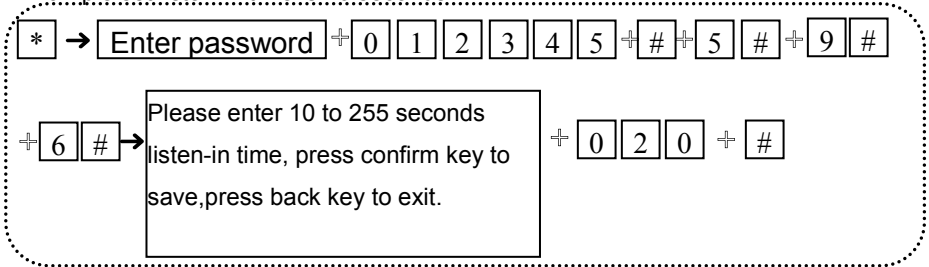 * → Enter password + 0 1 2 3 4 5 + # + 5 # + 9 #
+ 6 # → Please enter 10 to 255 seconds
listen-in time, press confirm key to
save,press back key to exit.
+ 0 2 0 + #